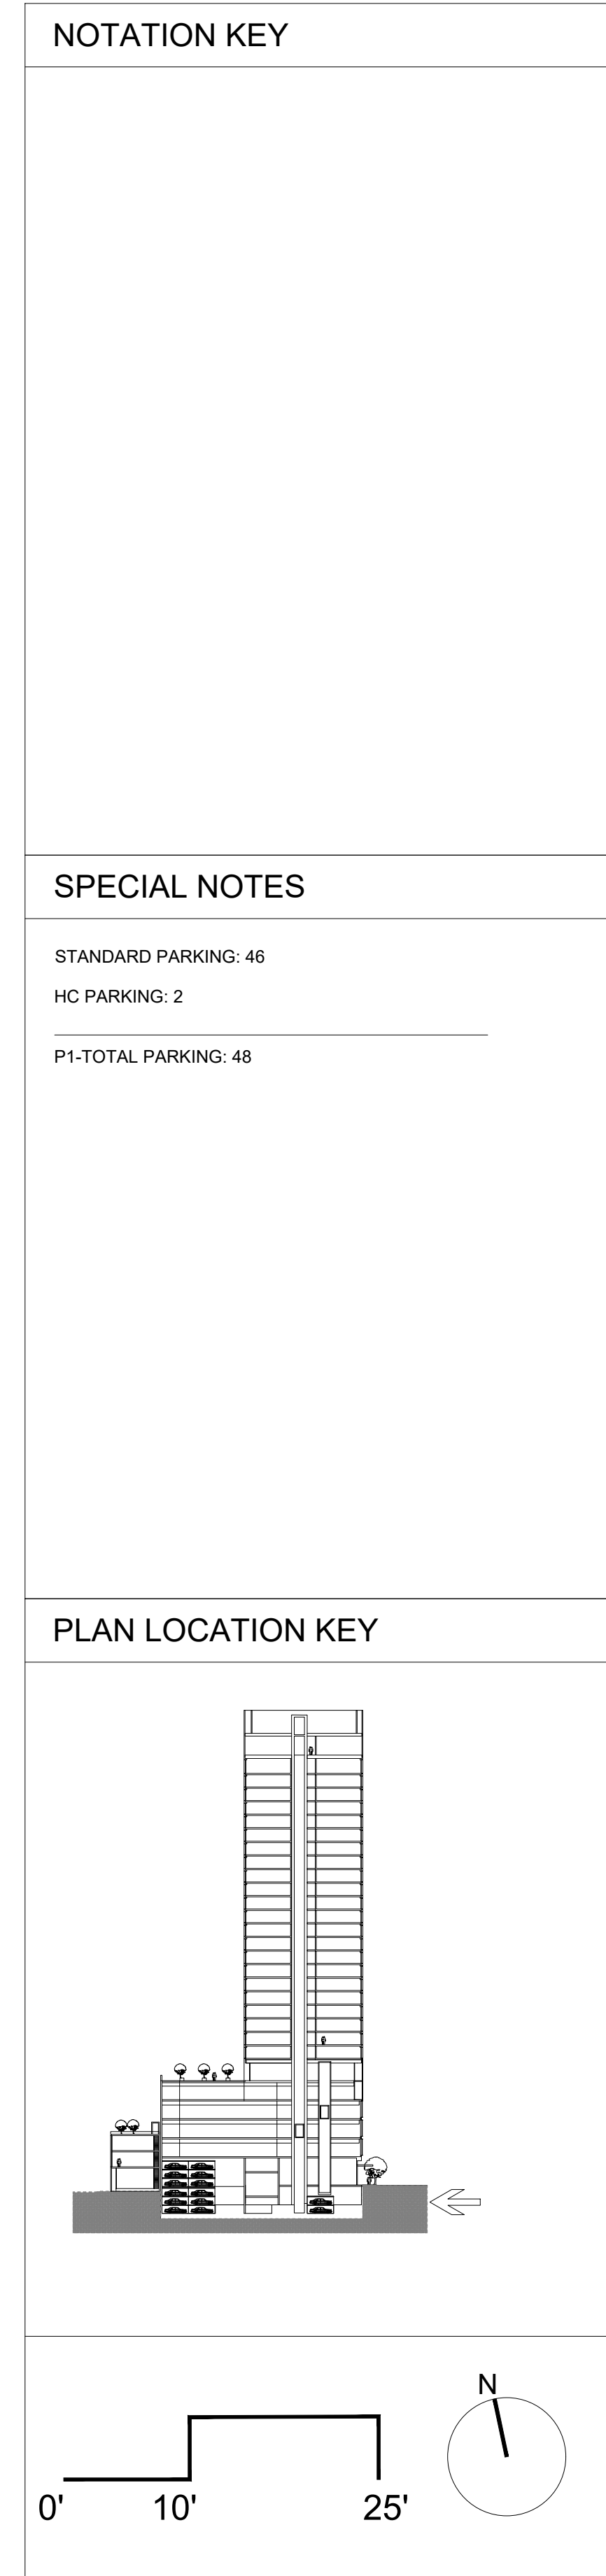 NOTATION KEY
SPECIAL NOTES
STANDARD PARKING: 46
HC PARKING: 2
P1-TOTAL PARKING: 48
PLAN LOCATION KEY
N
0' 10' 25'